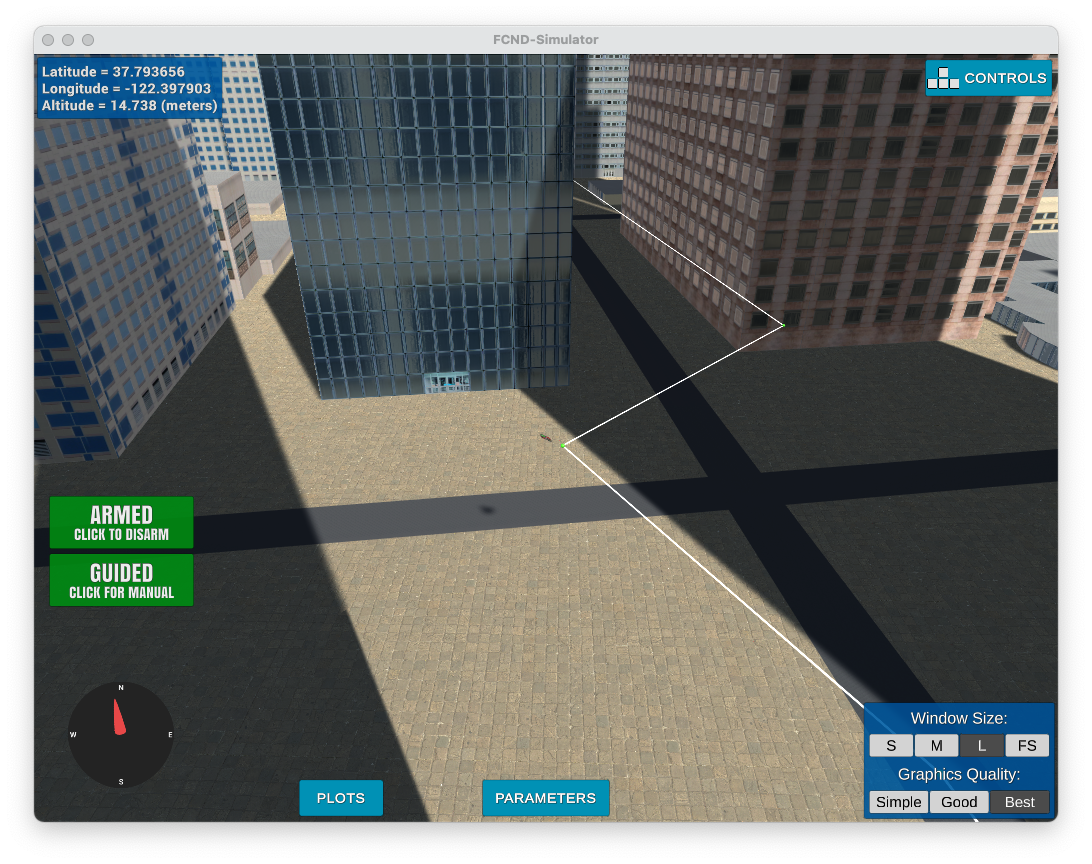 FCND-Simulator
Latitude = 37.793656
Longitude = -122.397903
Altitude = 14.738 (meters)
CONTROLS
ARMED
CLICK TO DISARM
GUIDED
CLICK FOR MANUAL
N
W
E
S
PLOTS
PARAMETERS
Window Size:
S M L FS
Graphics Quality:
Simple Good Best